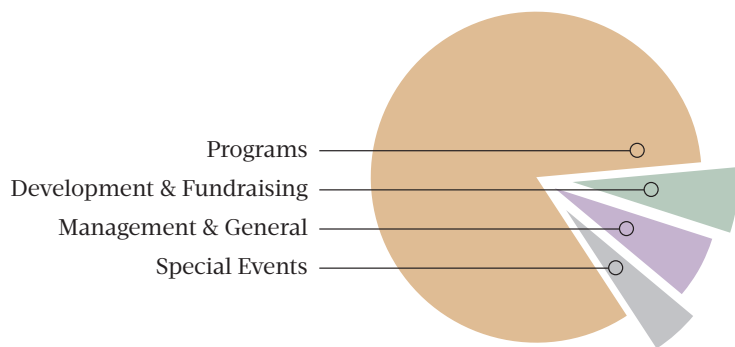 Programs
Development & Fundraising
Management & General
Special Events